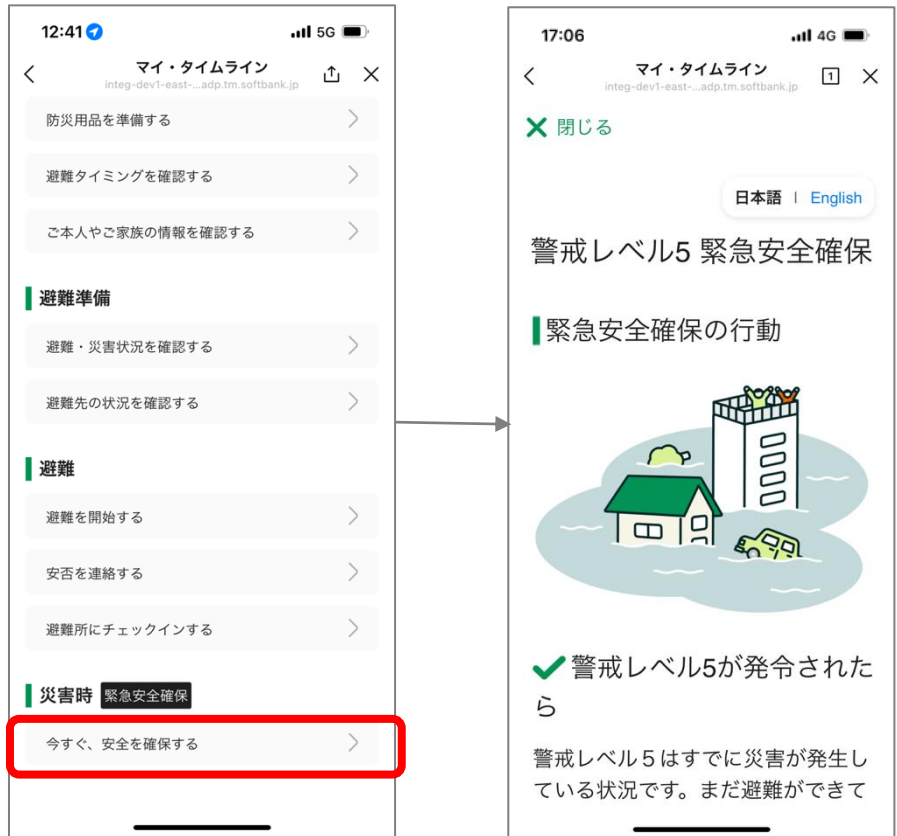 12:41
5G
マイ・タイムライン
integ-dev1-east-...adp.tm.softbank.jp
防災用品を準備する
避難タイミングを確認する
ご本人やご家族の情報を確認する
避難準備
避難・災害状況を確認する
避難先の状況を確認する
避難
避難を開始する
安否を連絡する
避難所にチェックインする
災害時 緊急安全確保
今すぐ、安全を確保する
17:06
4G
マイ・タイムライン
1
integ-dev1-east-...adp.tm.softbank.jp
閉じる
日本語 | English
警戒レベル5 緊急安全確保
緊急安全確保の行動
警戒レベル5が発令された
ら
警戒レベル５はすでに災害が発生し
ている状況です。まだ避難ができて